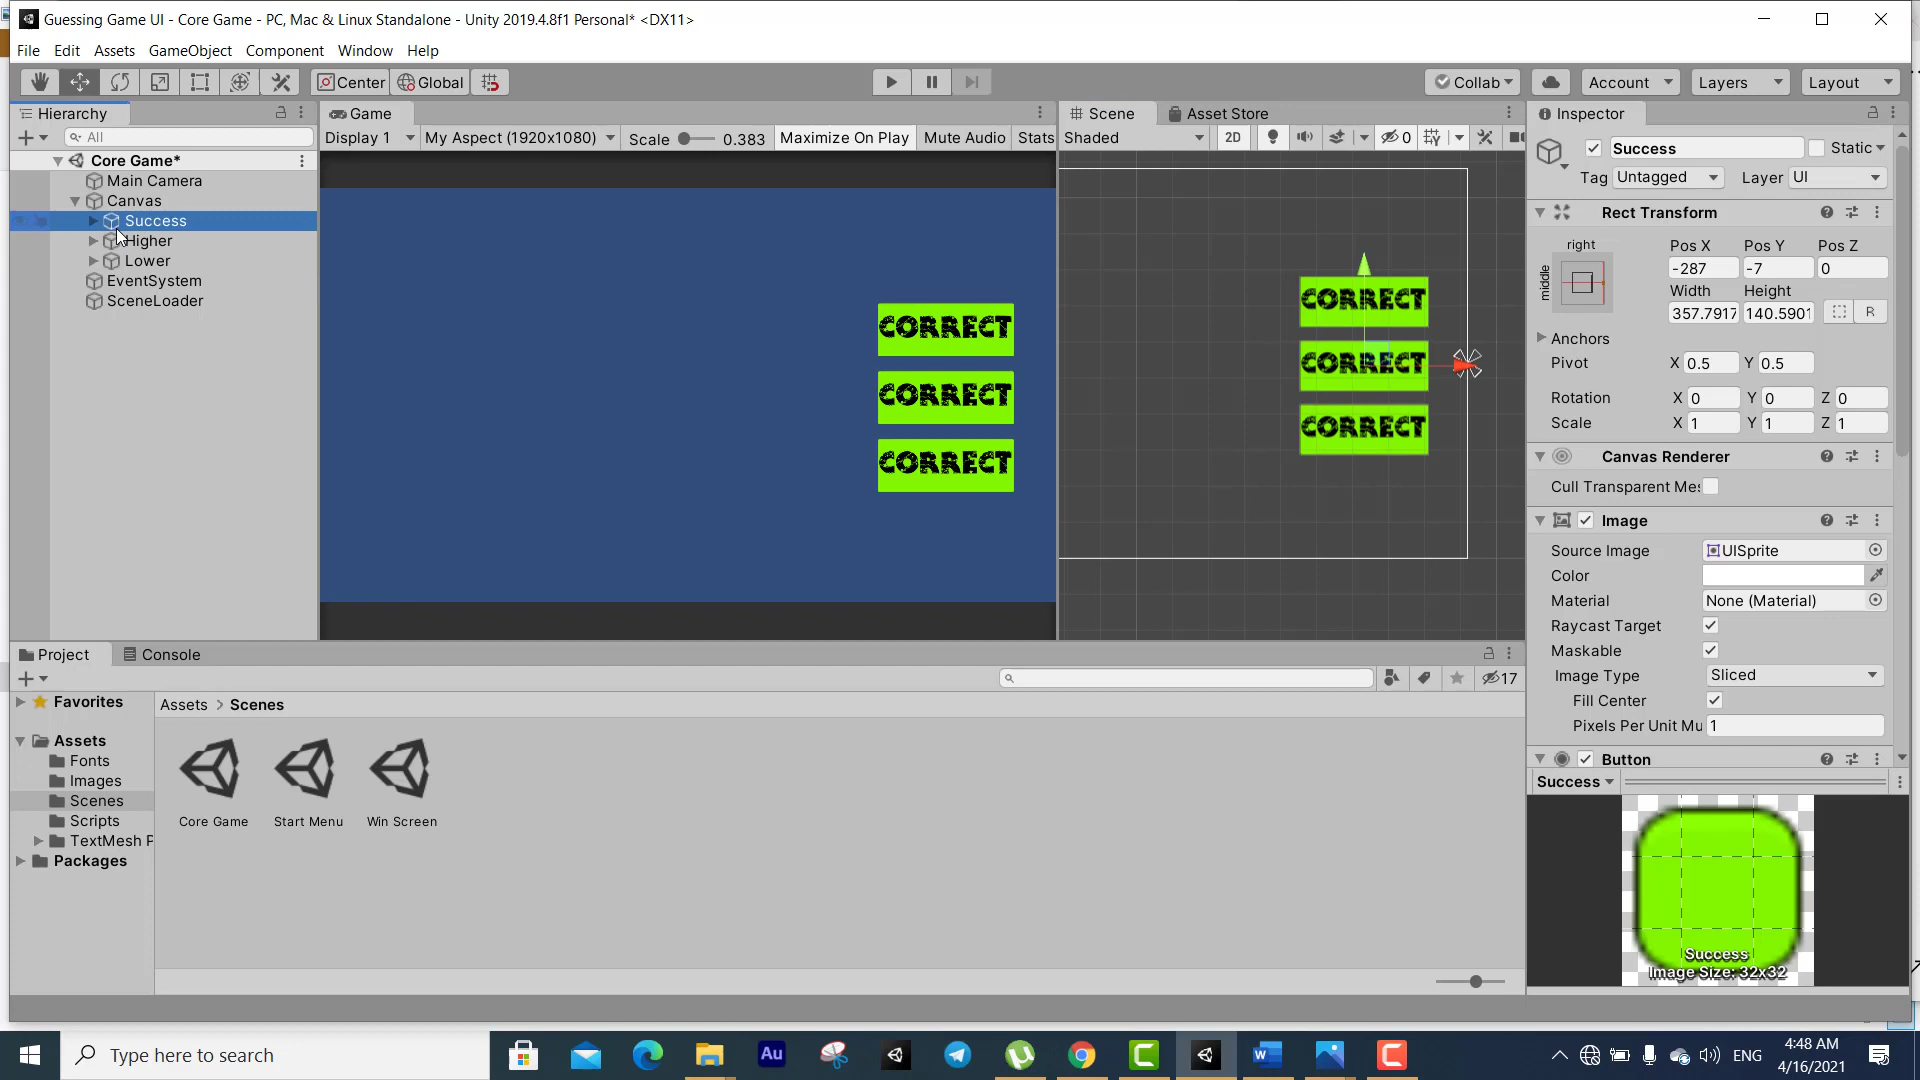 Guessing Game UI - Core Game - PC, Mac & Linux Standalone - Unity 2019.4.8f1 Personal* <DX11>
File Edit Assets GameObject Component Window Help
Center Global Collab Account Layers Layout
Hierarchy Game Scene Asset Store Inspector
All Display 1 My Aspect (1920x1080) Scale 0.383 Maximize On Play Mute Audio Stats Shaded 2D 0
Success Static
Tag Untagged Layer UI
Core Game*
Main Camera
Canvas
Success
Higher
Lower
EventSystem
SceneLoader
CORRECT
CORRECT
CORRECT
CORRECT
CORRECT
CORRECT
Rect Transform
right
middle
Pos X Pos Y Pos Z
-287 -7 0
Width Height
357.7917 140.5901 R
Anchors
Pivot X 0.5 Y 0.5
Rotation X 0 Y 0 Z 0
Scale X 1 Y 1 Z 1
Canvas Renderer
Cull Transparent Mes
Image
Source Image UISprite
Color
Material None (Material)
Raycast Target
Maskable
Image Type Sliced
Fill Center
Pixels Per Unit Mu 1
Button
Success
Success
Image Size: 32x32
Project Console
17
Favorites
Assets
Fonts
Images
Scenes
Scripts
TextMesh P
Packages
Assets > Scenes
Core Game Start Menu Win Screen
Type here to search
Au
ENG
4:48 AM
4/16/2021